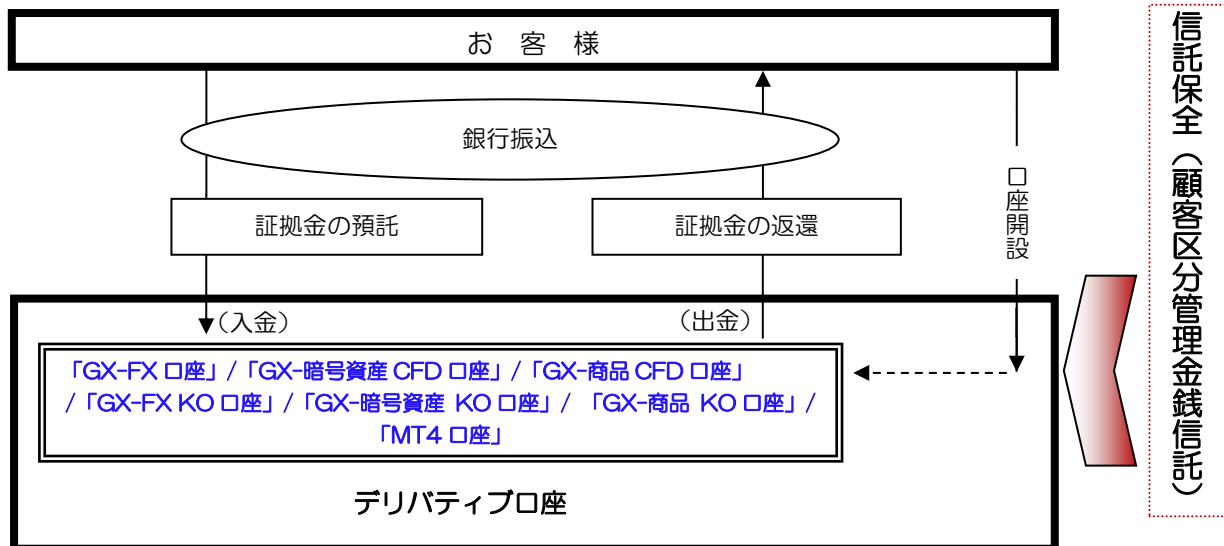 お 客 様
銀行振込
証拠金の預託
証拠金の返還
口座開設
(入金)
(出金)
「GX-FX 口座」/「GX-暗号資産 CFD 口座」/「GX-商品 CFD 口座」
/「GX-FX KO 口座」/「GX-暗号資産 KO 口座」/ 「GX-商品 KO 口座」/
「MT4 口座」
デリバティブ口座
信託保全(顧客区分管理金銭信託)